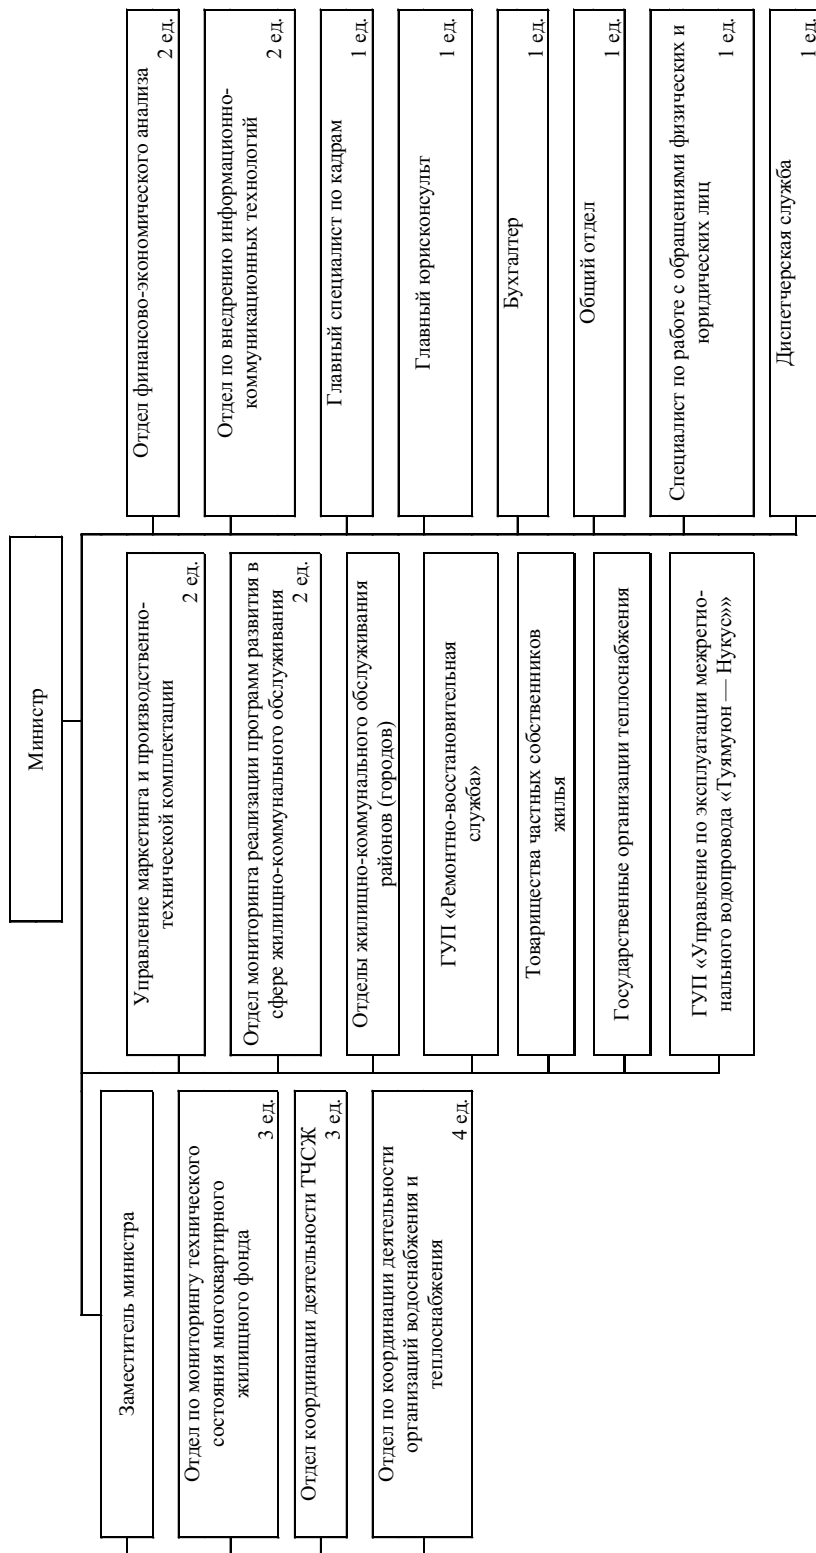 Министр
Заместитель министра
Отдел по мониторингу технического
состояния многоквартирного
жилищного фонда
3 ед.
Отдел координации деятельности ТЧСЖ
3 ед.
Отдел по координации деятельности
организаций водоснабжения и
теплоснабжения
4 ед.
Управление маркетинга и производственно-
технической комплектации
2 ед.
Отдел мониторинга реализации программ развития в
сфере жилищно-коммунального обслуживания
2 ед.
Отделы жилищно-коммунального обслуживания
районов (городов)
ГУП «Ремонтно-восстановительная
служба»
Товарищества частных собственников
жилья
Государственные организации теплоснабжения
ГУП «Управление по эксплуатации межрегио-
нального водопровода «Туямуюн — Нукус»»
Отдел финансово-экономического анализа
2 ед.
Отдел по внедрению информационно-
коммуникационных технологий
2 ед.
Главный специалист по кадрам
1 ед.
Главный юрисконсульт
1 ед.
Бухгалтер
1 ед.
Общий отдел
1 ед.
Специалист по работе с обращениями физических и
юридических лиц
1 ед.
Диспетчерская служба
1 ед.